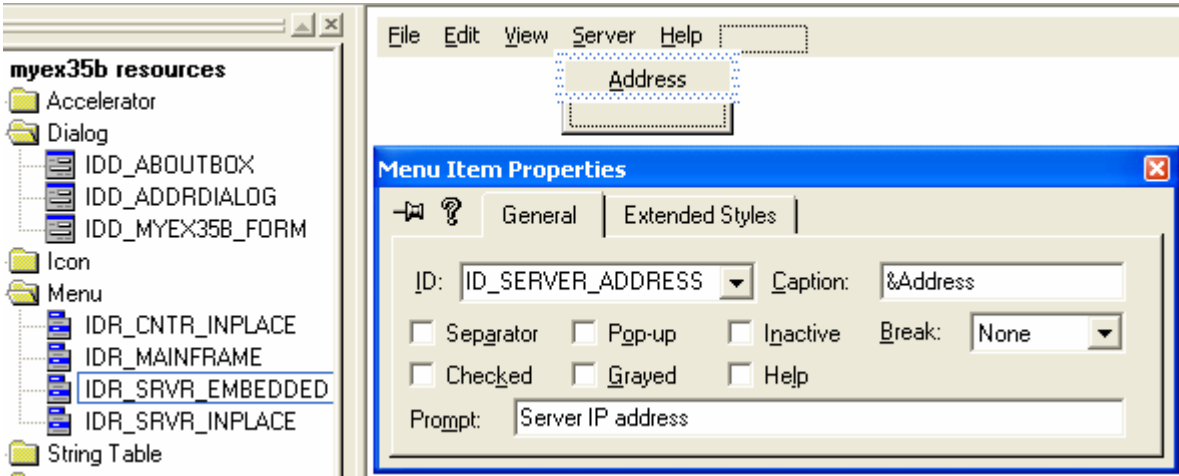 myex35b resources
Accelerator
Dialog
IDD_ABOUTBOX
IDD_ADDRDIALOG
IDD_MYEX35B_FORM
Icon
Menu
IDR_CNTR_INPLACE
IDR_MAINFRAME
IDR_SRVR_EMBEDDED
IDR_SRVR_INPLACE
String Table
File Edit View Server Help
Address
Menu Item Properties
General Extended Styles
ID: ID_SERVER_ADDRESS Caption: &Address
Separator Pop-up Inactive Break: None
Checked Grayed Help
Prompt: Server IP address